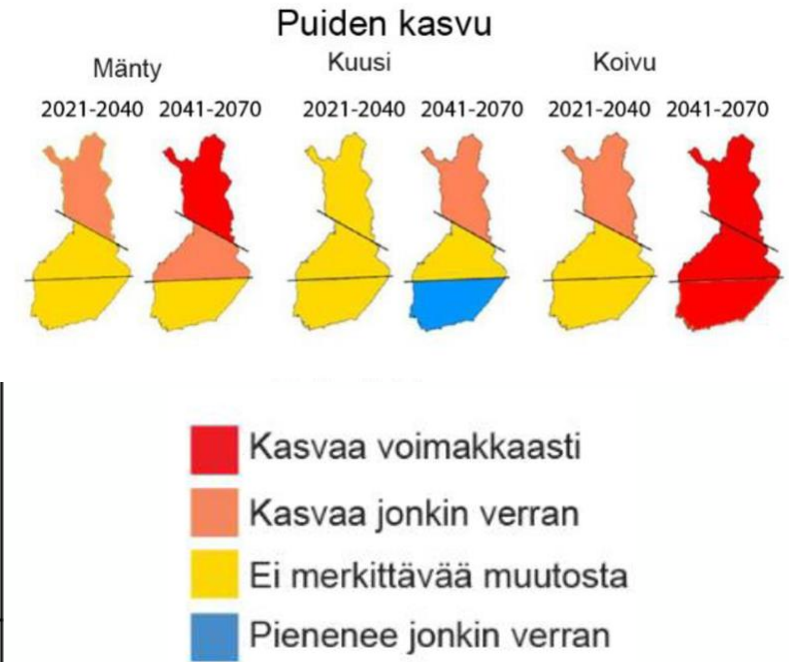 Puiden kasvu
Mänty
Kuusi
Koivu
2021-2040 2041-2070 2021-2040 2041-2070 2021-2040 2041-2070
Kasvaa voimakkaasti
Kasvaa jonkin verran
Ei merkittävää muutosta
Pienenee jonkin verran